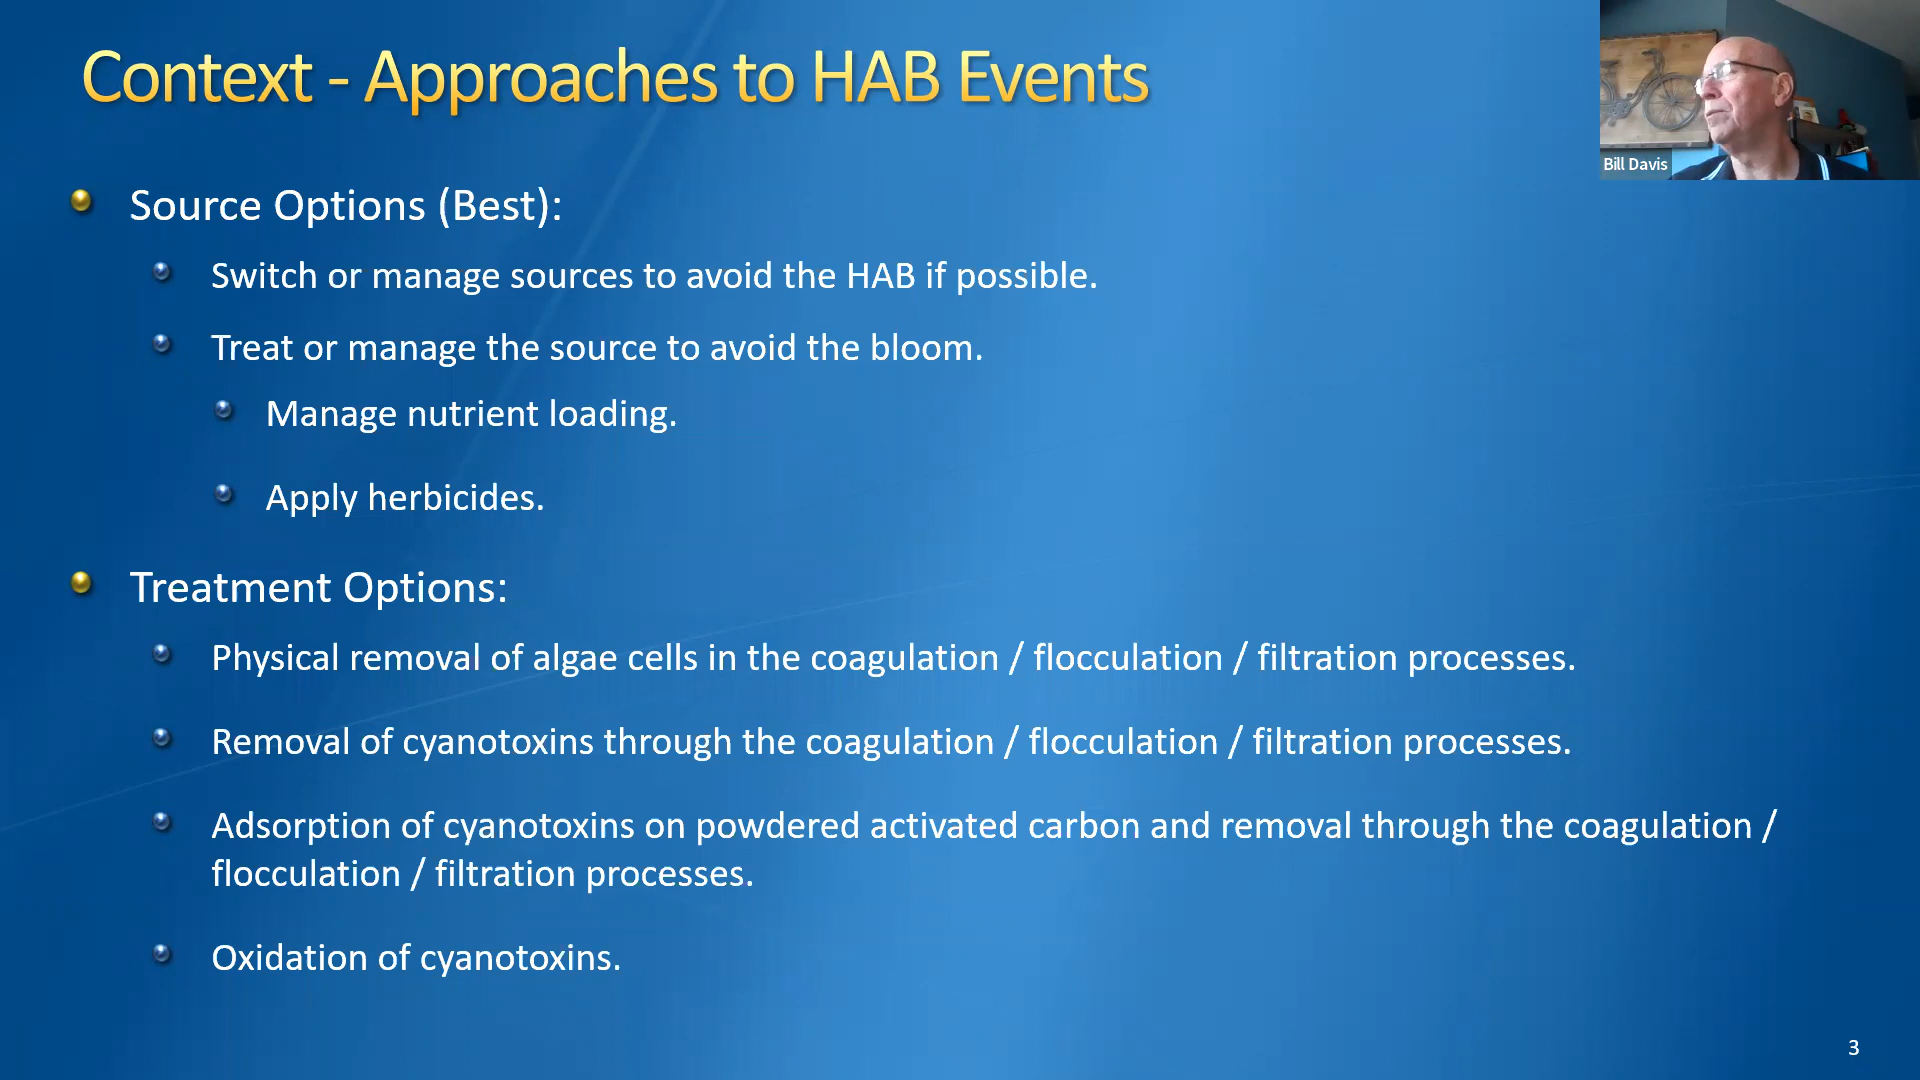 Context - Approaches to HAB Events
Bill Davis
Source Options (Best):
Switch or manage sources to avoid the HAB if possible.
Treat or manage the source to avoid the bloom.
Manage nutrient loading.
Apply herbicides.
Treatment Options:
Physical removal of algae cells in the coagulation / flocculation / filtration processes.
Removal of cyanotoxins through the coagulation / flocculation / filtration processes.
Adsorption of cyanotoxins on powdered activated carbon and removal through the coagulation /
flocculation / filtration processes.
Oxidation of cyanotoxins.
3